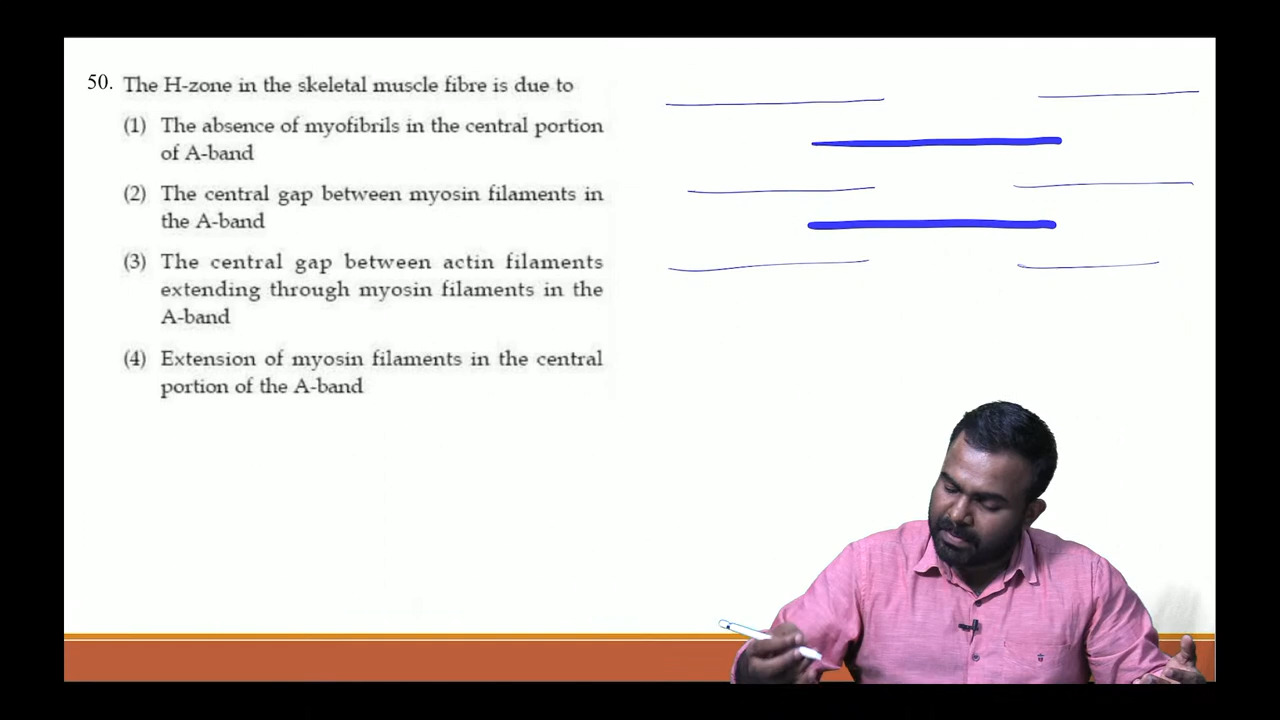 50. The H-zone in the skeletal muscle fibre is due to
(1) The absence of myofibrils in the central portion
of A-band
(2) The central gap between myosin filaments in
the A-band
(3) The central gap between actin filaments
extending through myosin filaments in the
A-band
(4) Extension of myosin filaments in the central
portion of the A-band